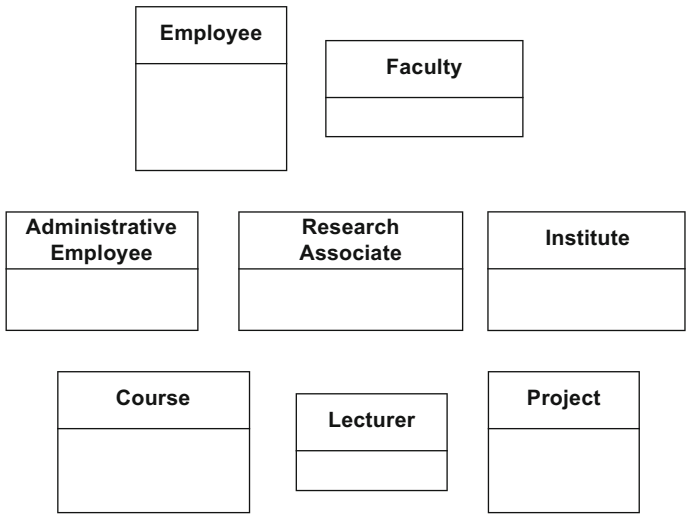 Employee
Faculty
Administrative
Employee
Research
Associate
Institute
Course
Lecturer
Project